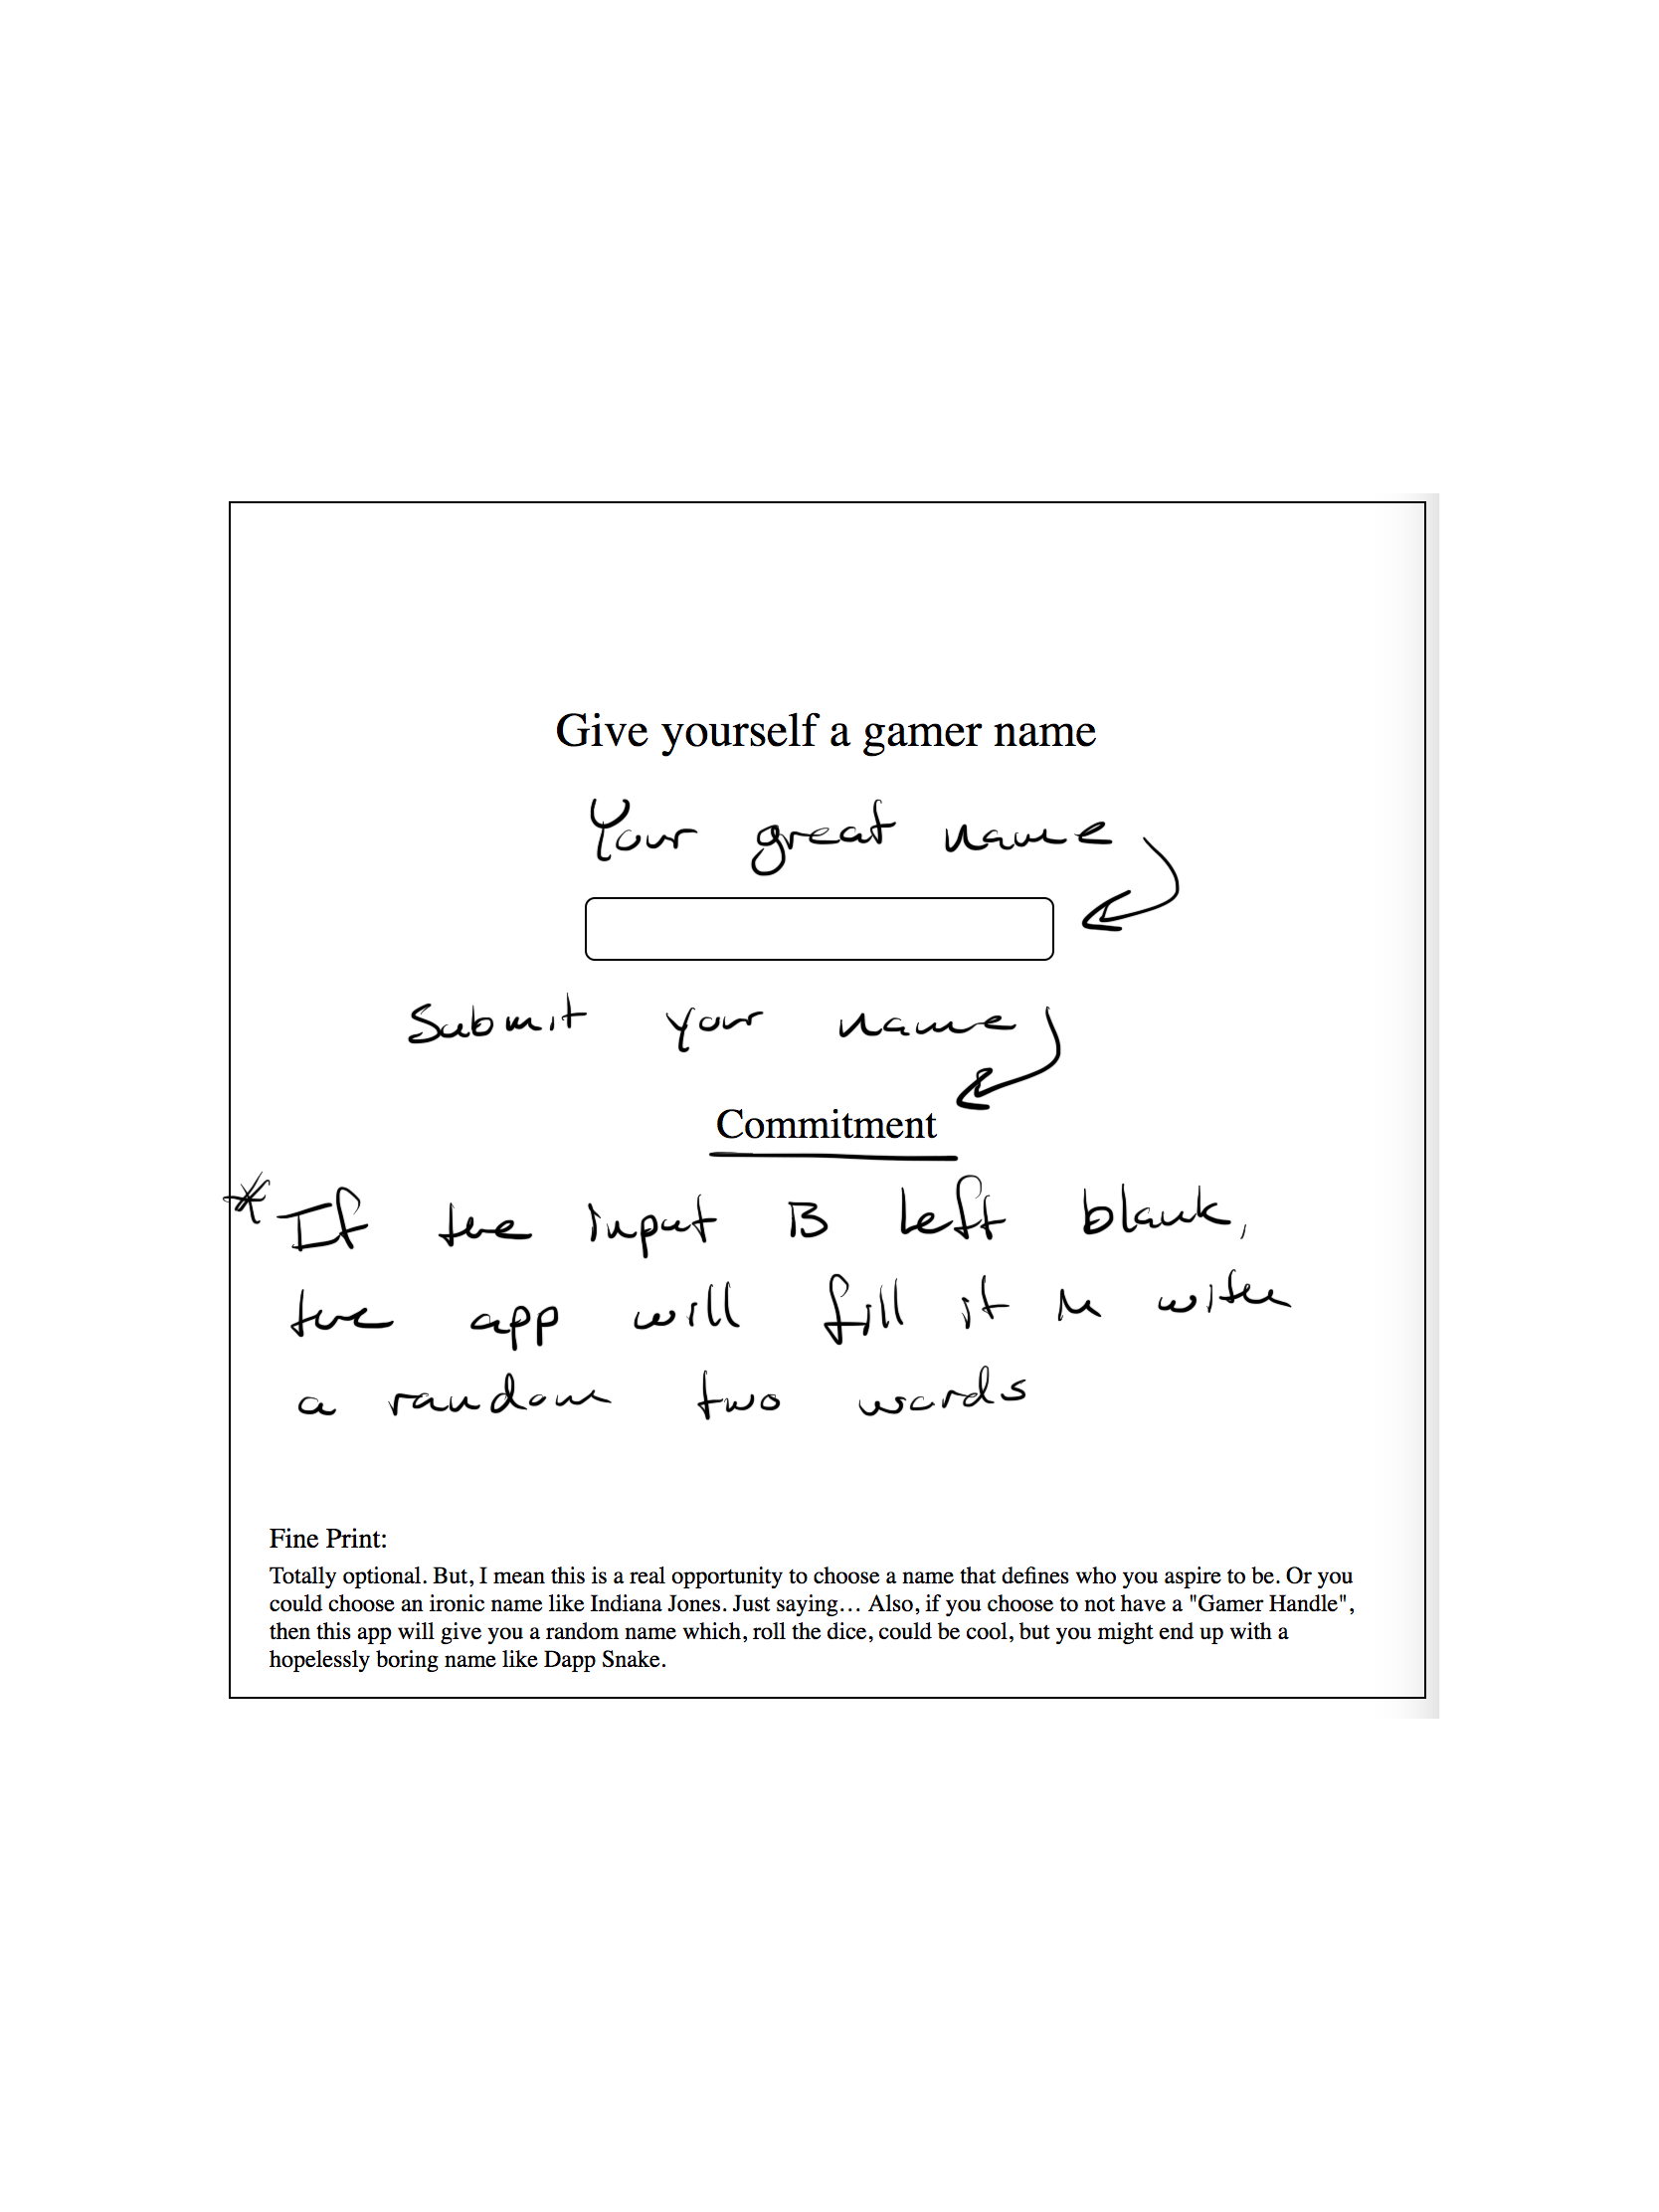 Give yourself a gamer name
Your great name
Submit your name
Commitment
* If the input is left blank,
the app will fill it in with
a random two words
Fine Print:
Totally optional. But, I mean this is a real opportunity to choose a name that defines who you aspire to be. Or you
could choose an ironic name like Indiana Jones. Just saying… Also, if you choose to not have a "Gamer Handle",
then this app will give you a random name which, roll the dice, could be cool, but you might end up with a
hopelessly boring name like Dapp Snake.